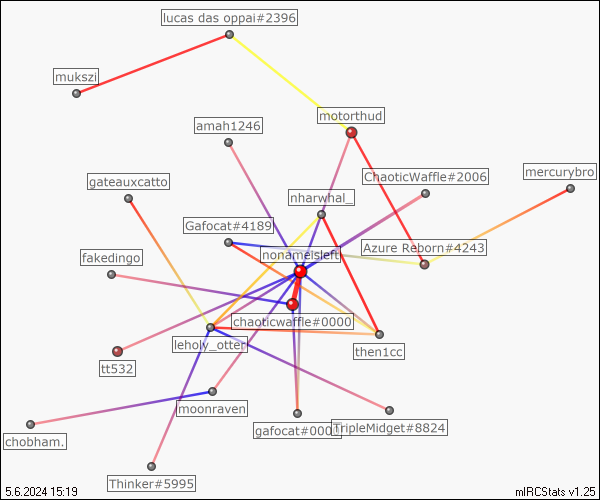 lucas das oppai#2396
mukszi
motorthud
amah1246
mercurybro
ChaoticWaffle#2006
gateauxcatto
nharwhal_
Gafocat#4189
Azure Reborn#4243
nonameisleft
fakedingo
chaoticwaffle#0000
leholy_otter
then1cc
tt532
moonraven
TripleMidget#8824
gafocat#000
chobham.
Thinker#5995
5.6.2024 15:19
mIRCStats v1.25